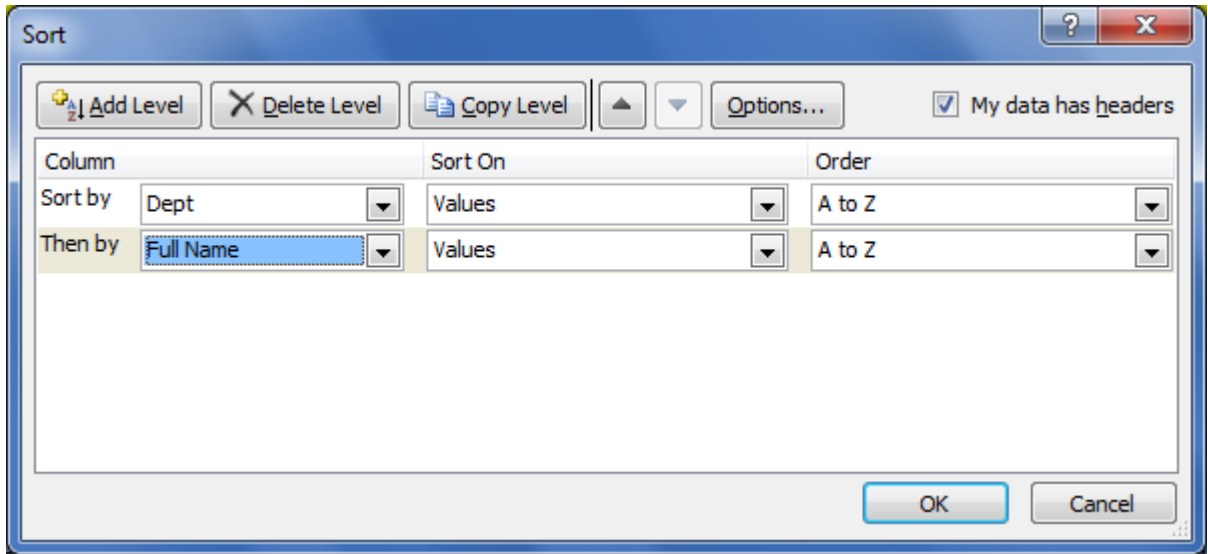 Sort
Add Level Delete Level Copy Level Options... My data has headers
Column Sort On Order
Sort by Dept Values A to Z
Then by Full Name Values A to Z
OK Cancel